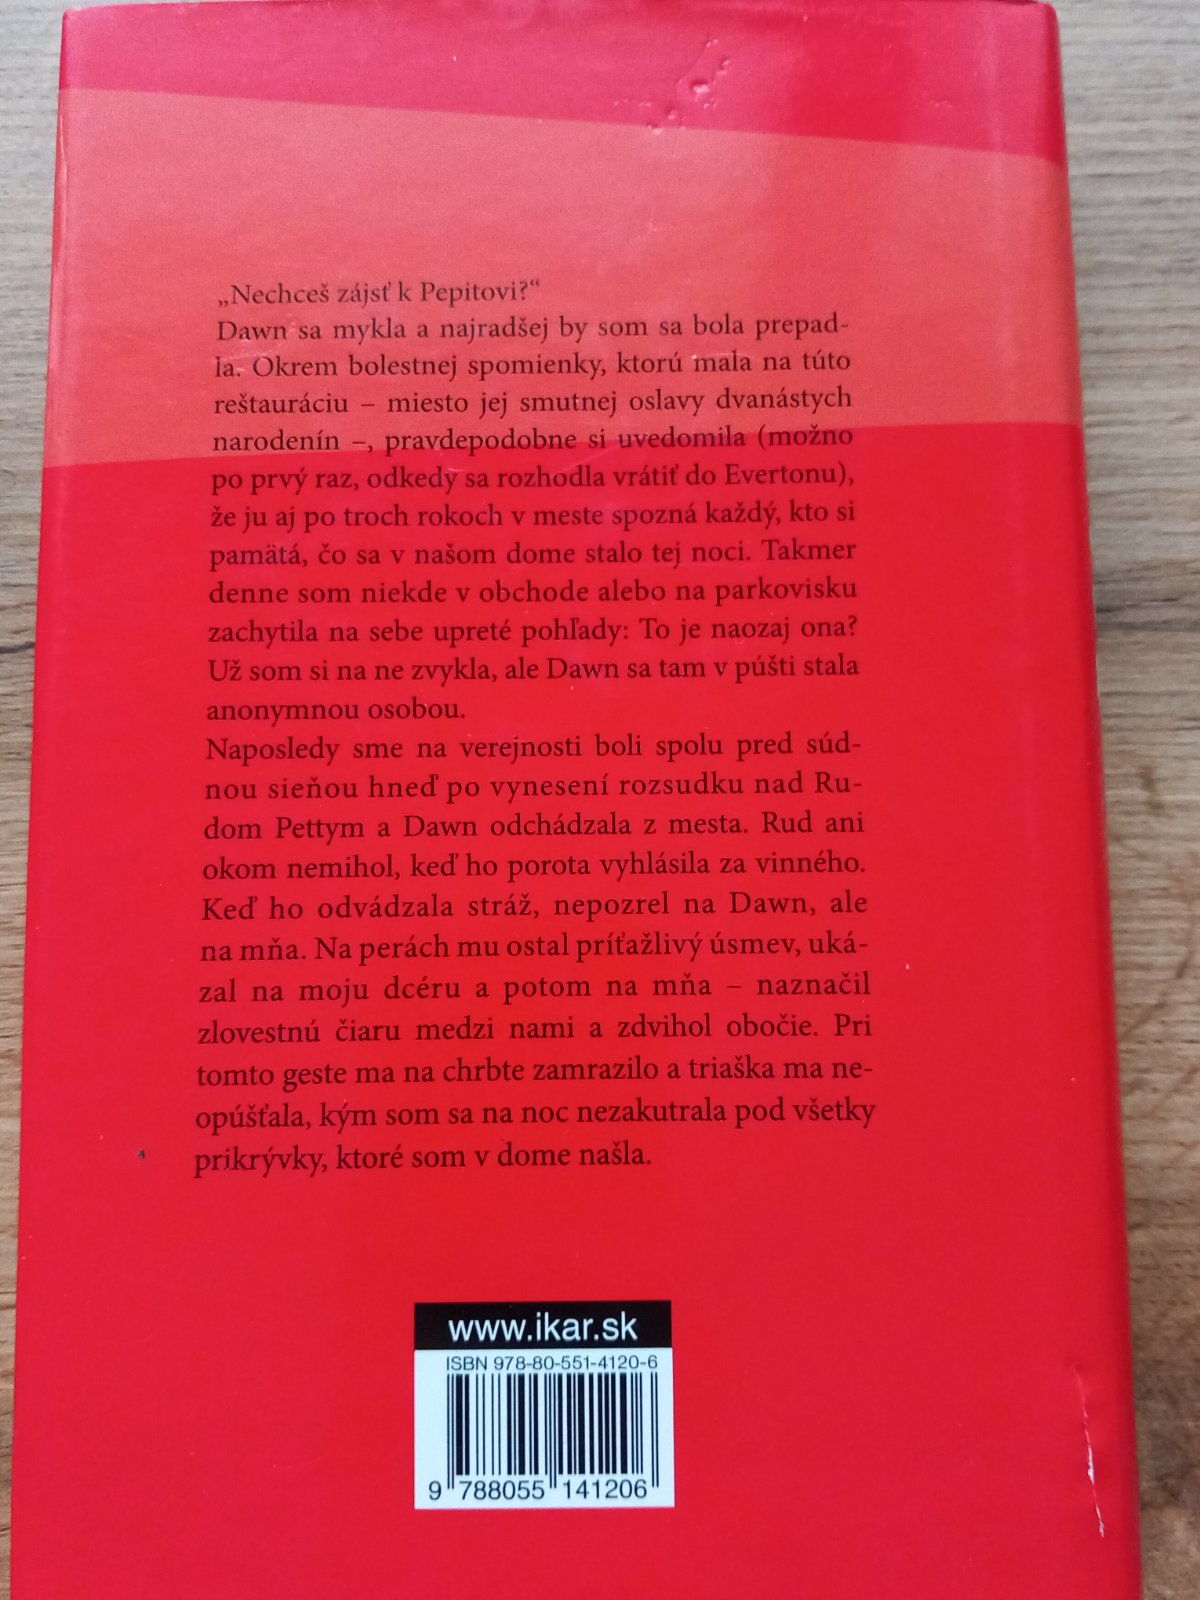 „Nechceš zájsť k Pepitovi?“
Dawn sa mykla a najradšej by som sa bola prepad-
la. Okrem bolestnej spomienky, ktorú mala na túto
reštauráciu – miesto jej smutnej oslavy dvanástych
narodenín –, pravdepodobne si uvedomila (možno
po prvý raz, odkedy sa rozhodla vrátiť do Evertonu),
že ju aj po troch rokoch v meste spozná každý, kto si
pamätá, čo sa v našom dome stalo tej noci. Takmer
denne som niekde v obchode alebo na parkovisku
zachytila na sebe upreté pohľady: To je naozaj ona?
Už som si na ne zvykla, ale Dawn sa tam v púšti stala
anonymnou osobou.
Naposledy sme na verejnosti boli spolu pred súd-
nou sieňou hneď po vynesení rozsudku nad Ru-
dom Pettym a Dawn odchádzala z mesta. Rud ani
okom nemihol, keď ho porota vyhlásila za vinného.
Keď ho odvádzala stráž, nepozrel na Dawn, ale
na mňa. Na perách mu ostal príťažlivý úsmev, uká-
zal na moju dcéru a potom na mňa – naznačil
zlovestnú čiaru medzi nami a zdvihol obočie. Pri
tomto geste ma na chrbte zamrazilo a triaška ma ne-
opúšťala, kým som sa na noc nezakutrala pod všetky
prikrývky, ktoré som v dome našla.
www.ikar.sk
ISBN 978-80-551-4120-6
9 788055 141206